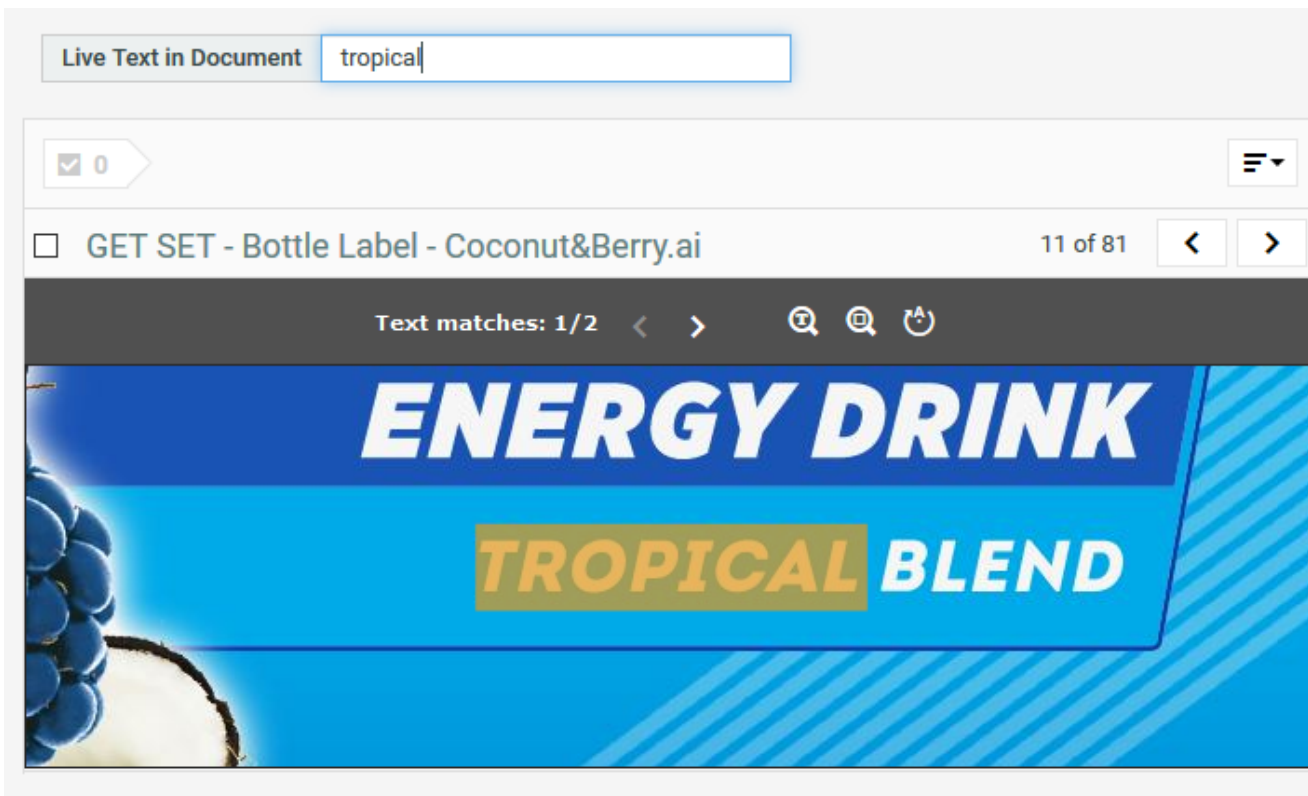 Live Text in Document tropical
0
GET SET - Bottle Label - Coconut&Berry.ai 11 of 81
Text matches: 1/2
ENERGY DRINK
TROPICAL BLEND